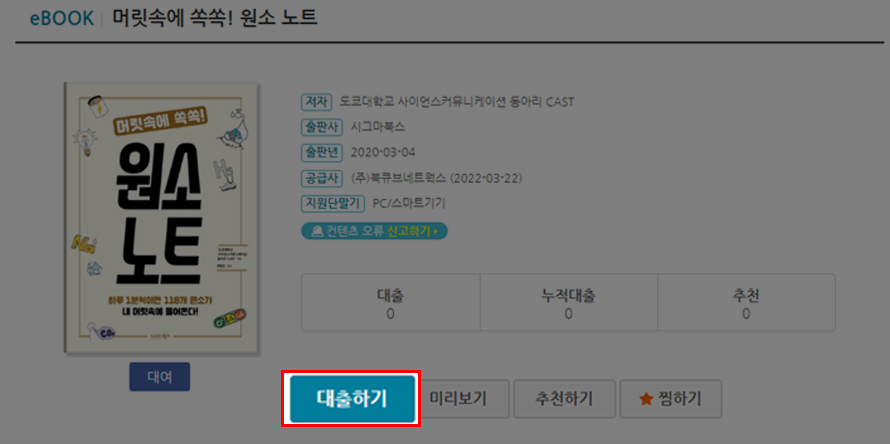 eBOOK 머릿속에 쏙쏙! 원소 노트
머릿속에 쏙쏙!
원소
노트
하루 1분씩이면 118개 원소가
내 머릿속에 들어온다!
대여
저자 도쿄대학교 사이언스커뮤니케이션 동아리 CAST
출판사 시그마북스
출판년 2020-03-04
공급사 (주)북큐브네트웍스 (2022-03-22)
지원단말기 PC/스마트기기
컨텐츠 오류 신고하기
대출 누적대출 추천
0 0 0
대출하기 미리보기 추천하기 찜하기